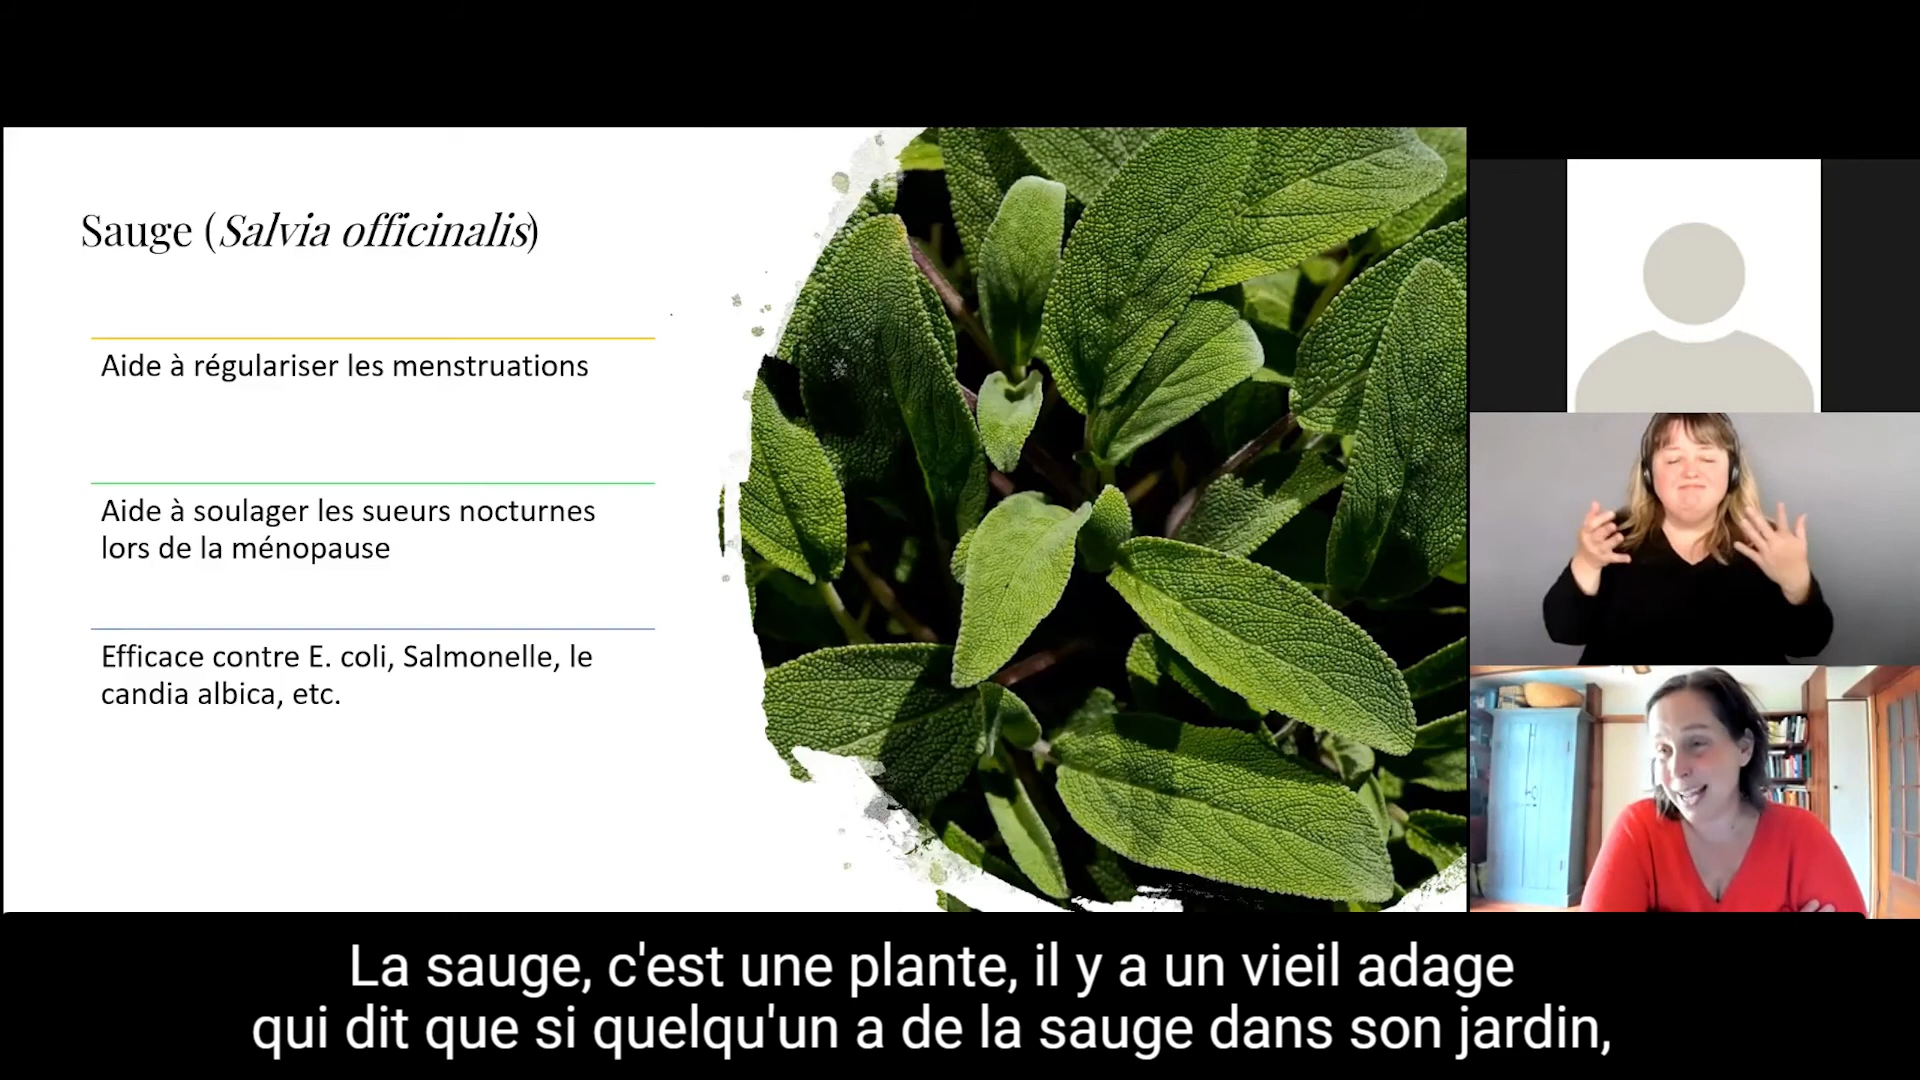 Sauge (Salvia officinalis)
Aide à régulariser les menstruations
Aide à soulager les sueurs nocturnes
lors de la ménopause
Efficace contre E. coli, Salmonelle, le
candia albica, etc.
La sauge, c'est une plante, il y a un vieil adage
qui dit que si quelqu'un a de la sauge dans son jardin,